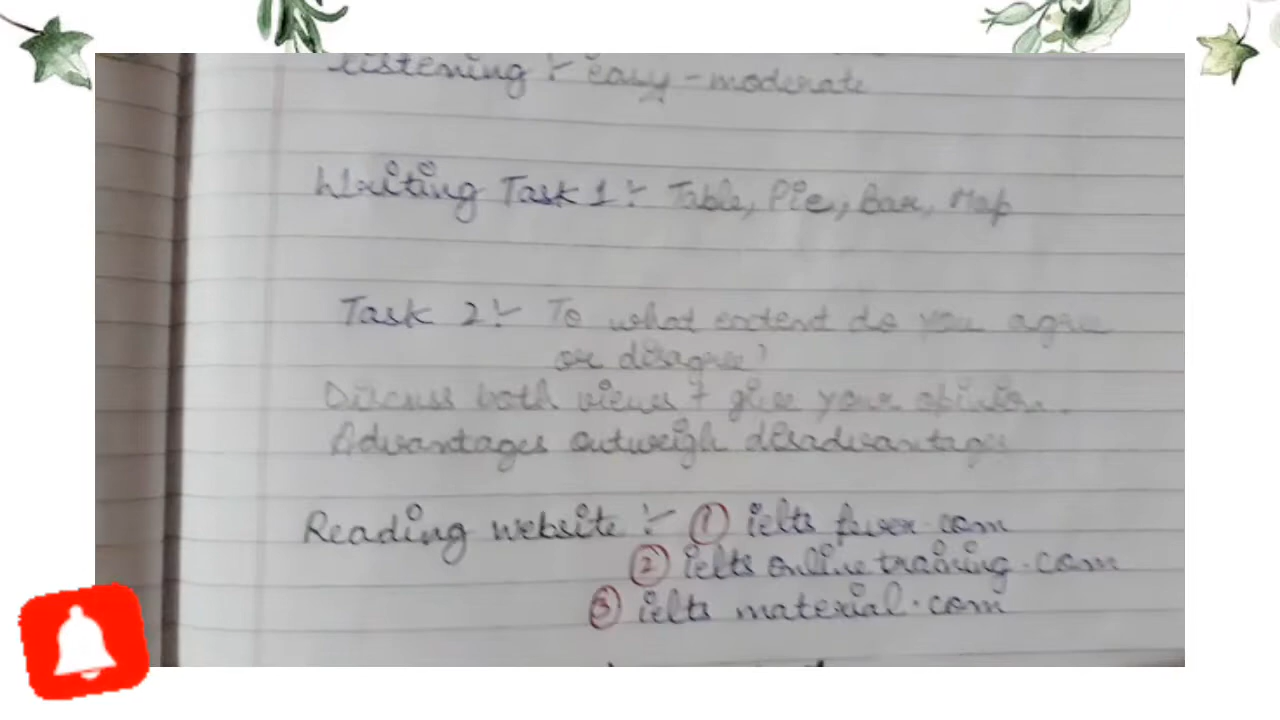 Listening :- easy - moderate
Writing Task 1 :- Table, Pie, Bar, Map
Task 2 :- To what extend do you agree
or disagree?
Discuss both views + give your opinion.
Advantages outweigh disadvantages
Reading website :- ① ielts fever.com
② ielts online training.com
③ ielts material.com